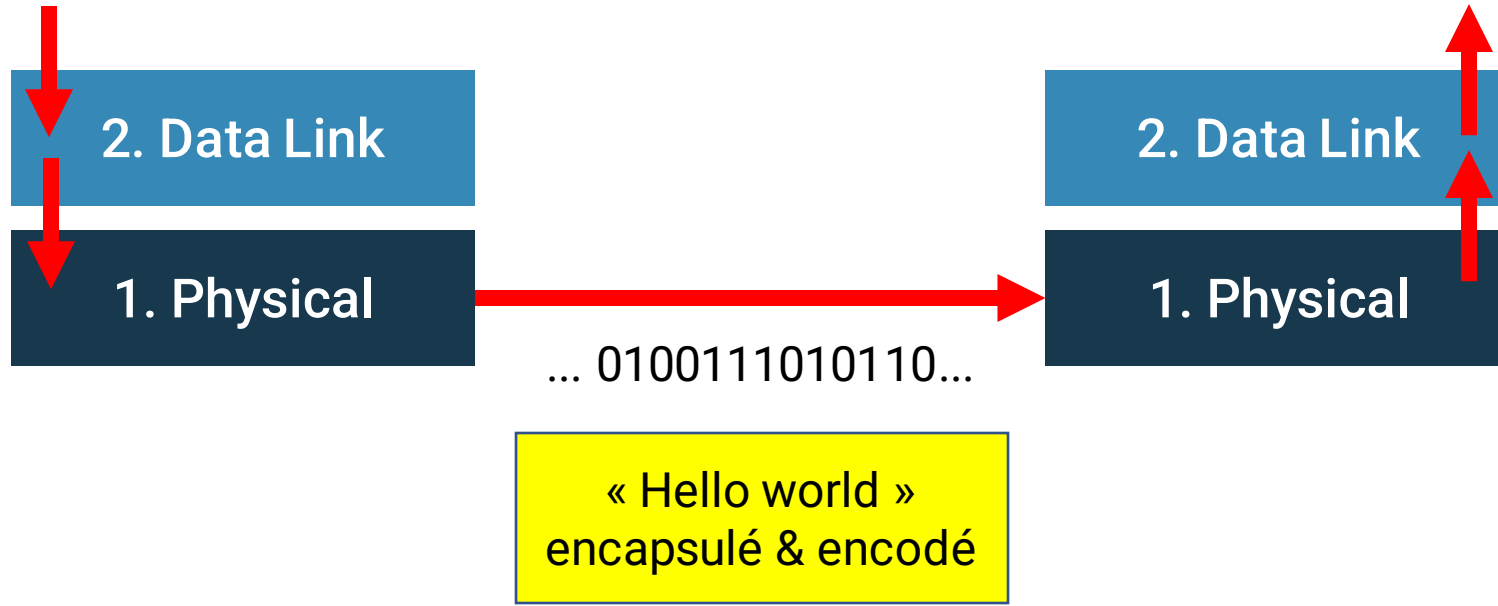 2. Data Link
2. Data Link
1. Physical
1. Physical
... 0100111010110...
« Hello world »
encapsulé & encodé